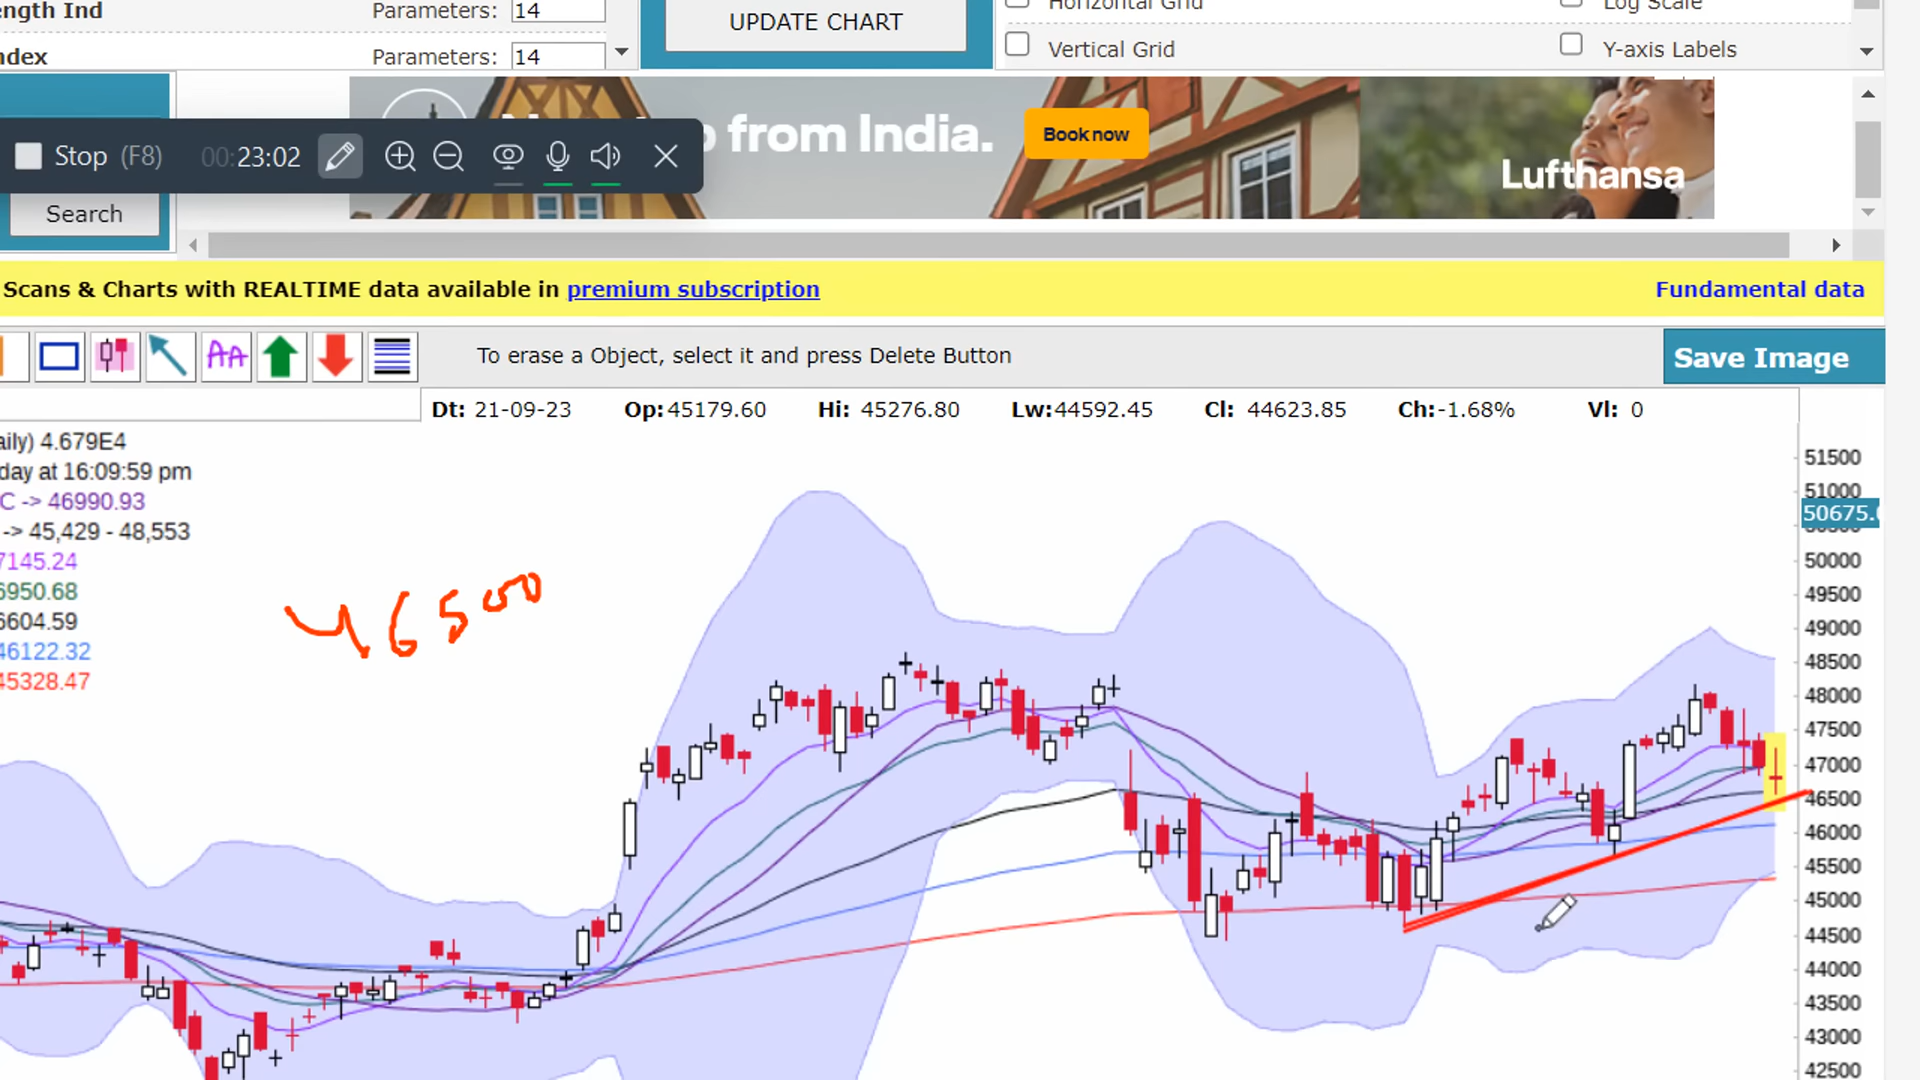 ength Ind Parameters: 14
UPDATE CHART
Horizontal Grid Log Scale
ndex Parameters: 14
Vertical Grid Y-axis Labels
from India. Book now
Stop (F8) 00:23:02
Lufthansa
Search
Scans & Charts with REALTIME data available in premium subscription Fundamental data
AA To erase a Object, select it and press Delete Button Save Image
Dt: 21-09-23 Op:45179.60 Hi: 45276.80 Lw:44592.45 Cl: 44623.85 Ch:-1.68% Vl: 0
aily) 4.679E4
day at 16:09:59 pm
C -> 46990.93
-> 45,429 - 48,553
7145.24
6950.68
6604.59
46122.32
45328.47
46500
51500
51000
50675.
50000
49500
49000
48500
48000
47500
47000
46500
46000
45500
45000
44500
44000
43500
43000
42500